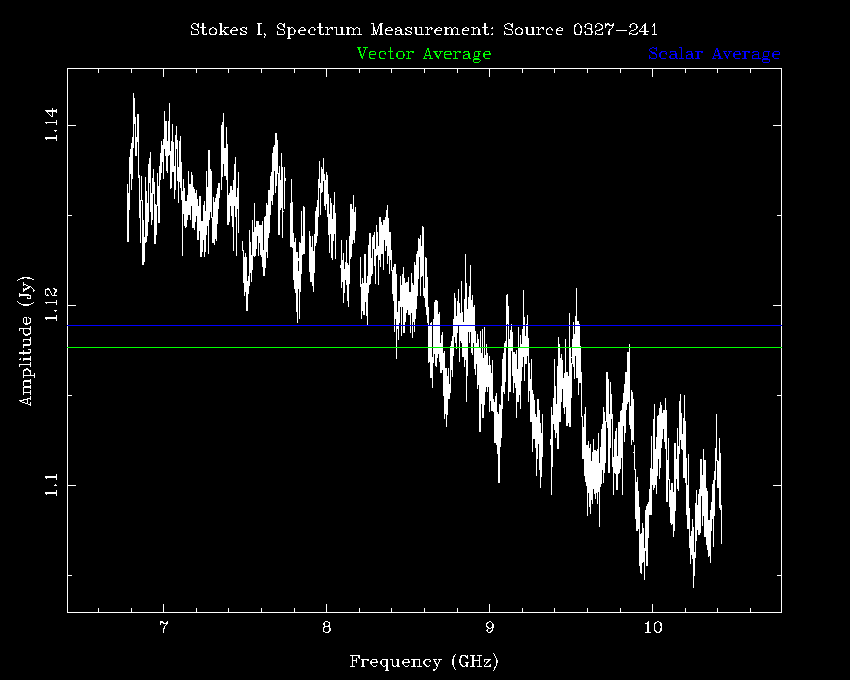 Stokes I, Spectrum Measurement: Source 0327-241
Vector Average Scalar Average
1.14
1.12
1.1
Amplitude (Jy)
7 8 9 10
Frequency (GHz)